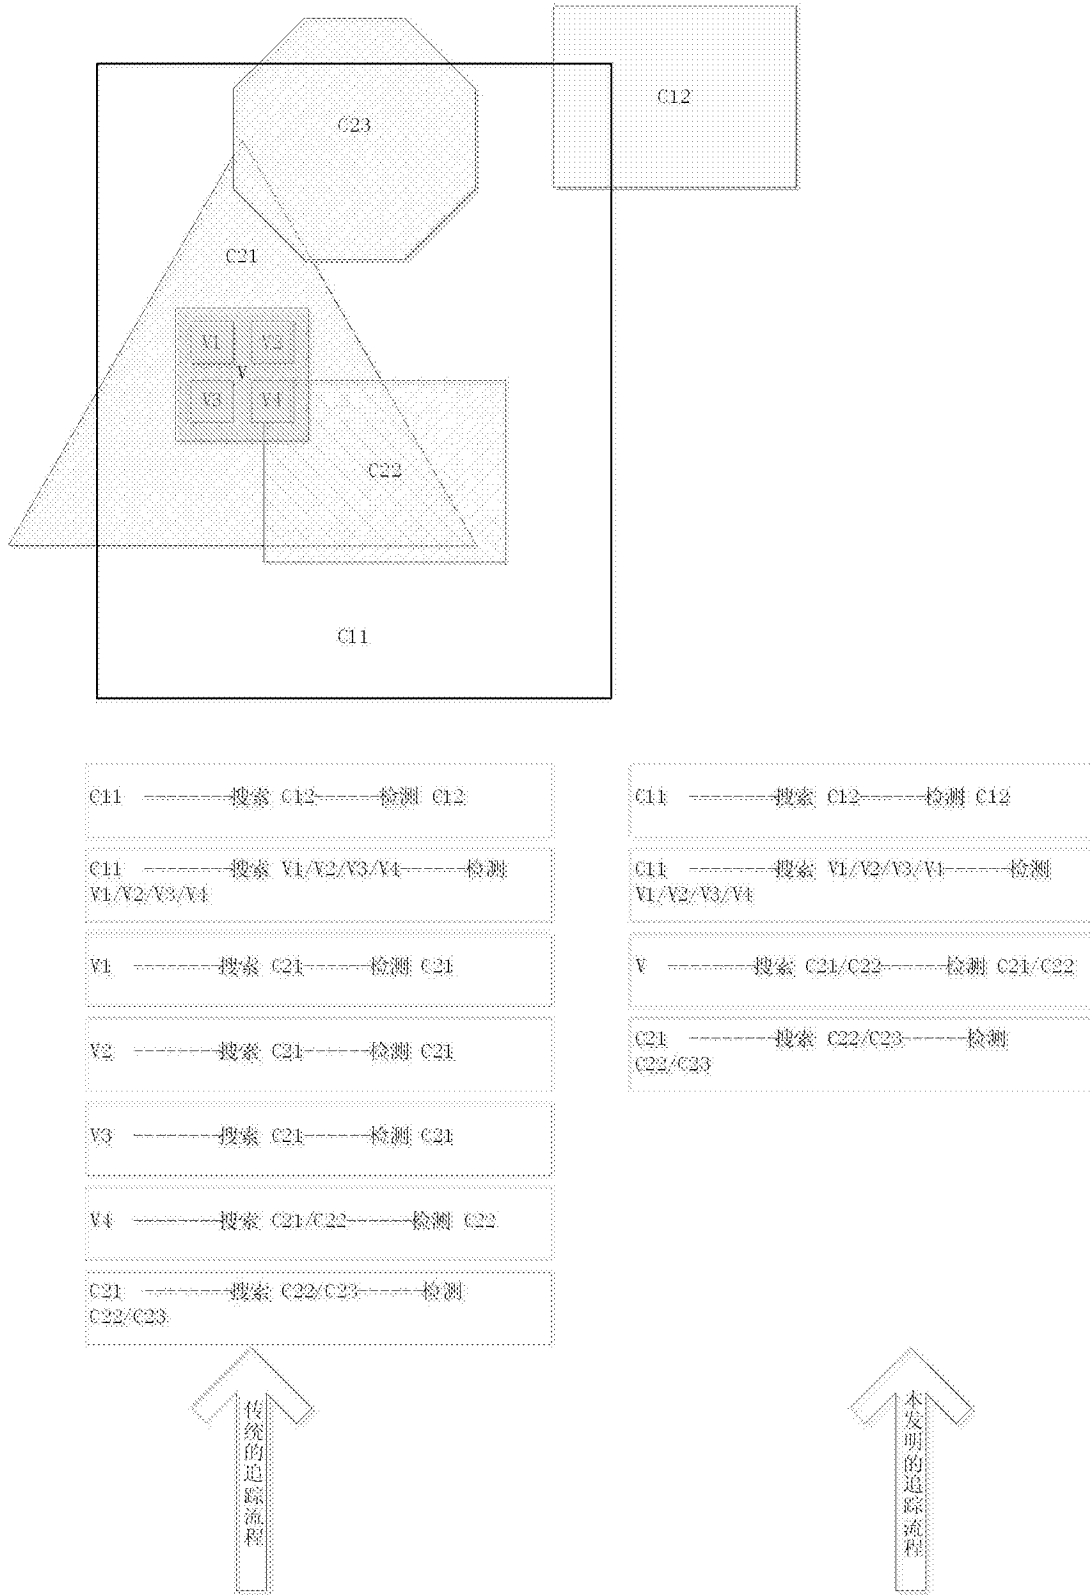 C12
C23
C21
V1 V2
V
V3 V4
C22
C11
C11 -------搜索 C12------检测 C12
C11 -------搜索 V1/V2/V3/V4------检测
V1/V2/V3/V4
V1 -------搜索 C21------检测 C21
V2 -------搜索 C21------检测 C21
V3 -------搜索 C21------检测 C21
V4 -------搜索 C21/C22------检测 C22
C21 -------搜索 C22/C23------检测
C22/C23
传统的追踪流程
C11 -------搜索 C12------检测 C12
C11 -------搜索 V1/V2/V3/V4------检测
V1/V2/V3/V4
V -------搜索 C21/C22------检测 C21/C22
C21 -------搜索 C22/C23------检测
C22/C23
本发明的追踪流程